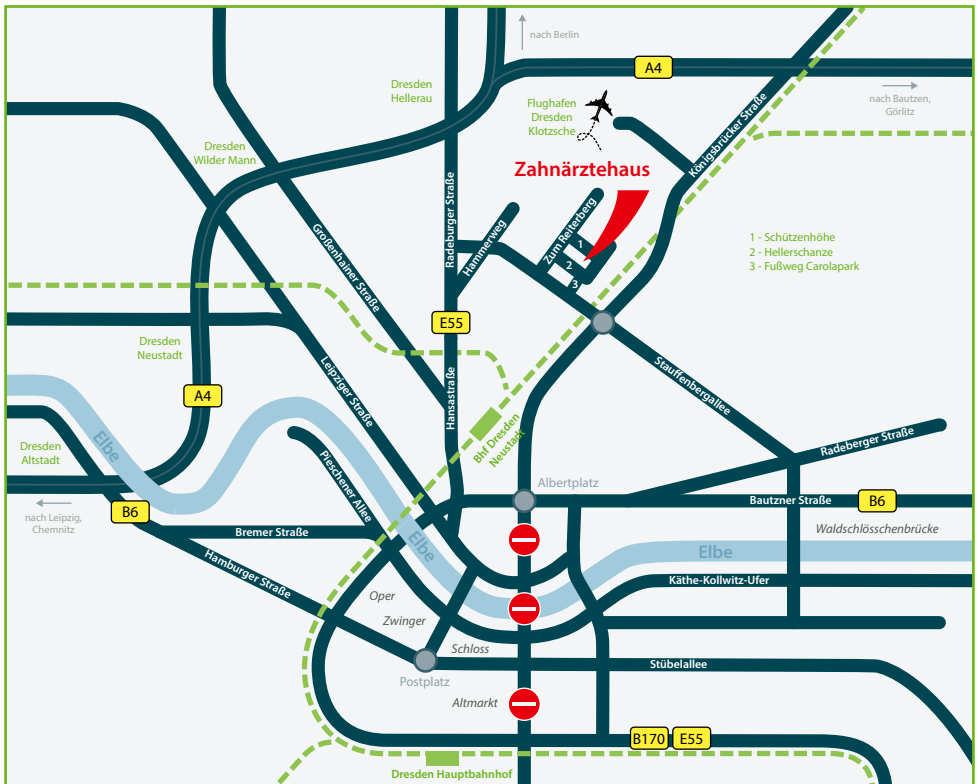 nach Berlin
A4
Dresden
Hellerau
Flughafen
Dresden
Klotzsche
nach Bautzen,
Görlitz
Königsbrücker Straße
Dresden
Wilder Mann
Zahnärztehaus
Radeburger Straße
Großenhainer Straße
Hammerweg
Zum Reiterberg
1
2
3
1 - Schützenhöhe
2 - Hellerschanze
3 - Fußweg Carolapark
E55
Dresden
Neustadt
Leipziger Straße
Hansastraße
Stauffenbergallee
A4
Bhf Dresden
Neustadt
Radeberger Straße
Elbe
Dresden
Altstadt
Pieschener Allee
Albertplatz
Bautzner Straße
B6
B6
nach Leipzig,
Chemnitz
Bremer Straße
Elbe
Waldschlösschenbrücke
Elbe
Hamburger Straße
Käthe-Kollwitz-Ufer
Oper
Zwinger
Schloss
Stübelallee
Postplatz
Altmarkt
B170
E55
Dresden Hauptbahnhof